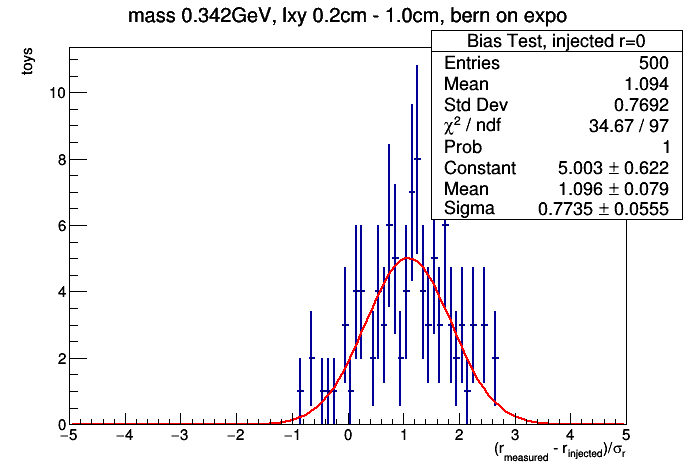 mass 0.342GeV, lxy 0.2cm - 1.0cm, bern on expo
Bias Test, injected r=0
Entries 500
Mean 1.094
Std Dev 0.7692
χ² / ndf 34.67 / 97
Prob 1
Constant 5.003 ± 0.622
Mean 1.096 ± 0.079
Sigma 0.7735 ± 0.0555
toys
10
8
6
4
2
0
−5 −4 −3 −2 −1 0 1 2 3 4 5
(r_measured - r_injected)/σ_r